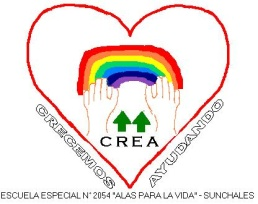 CREA
CRECEMOS AYUDANDO
ESCUELA ESPECIAL N° 2054 "ALAS PARA LA VIDA" - SUNCHALES